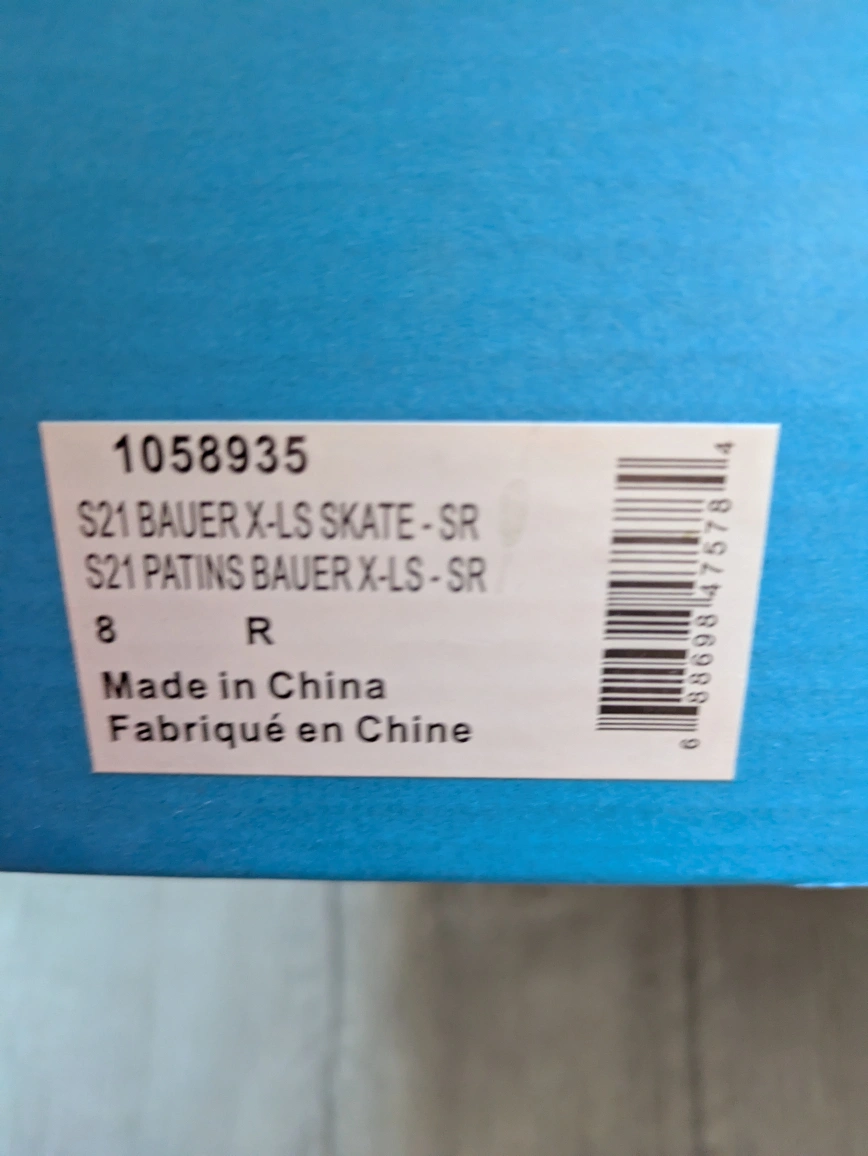 1058935
S21 BAUER X-LS SKATE - SR
S21 PATINS BAUER X-LS - SR
8 R
Made in China
Fabriqué en Chine
6 88698 47578 4